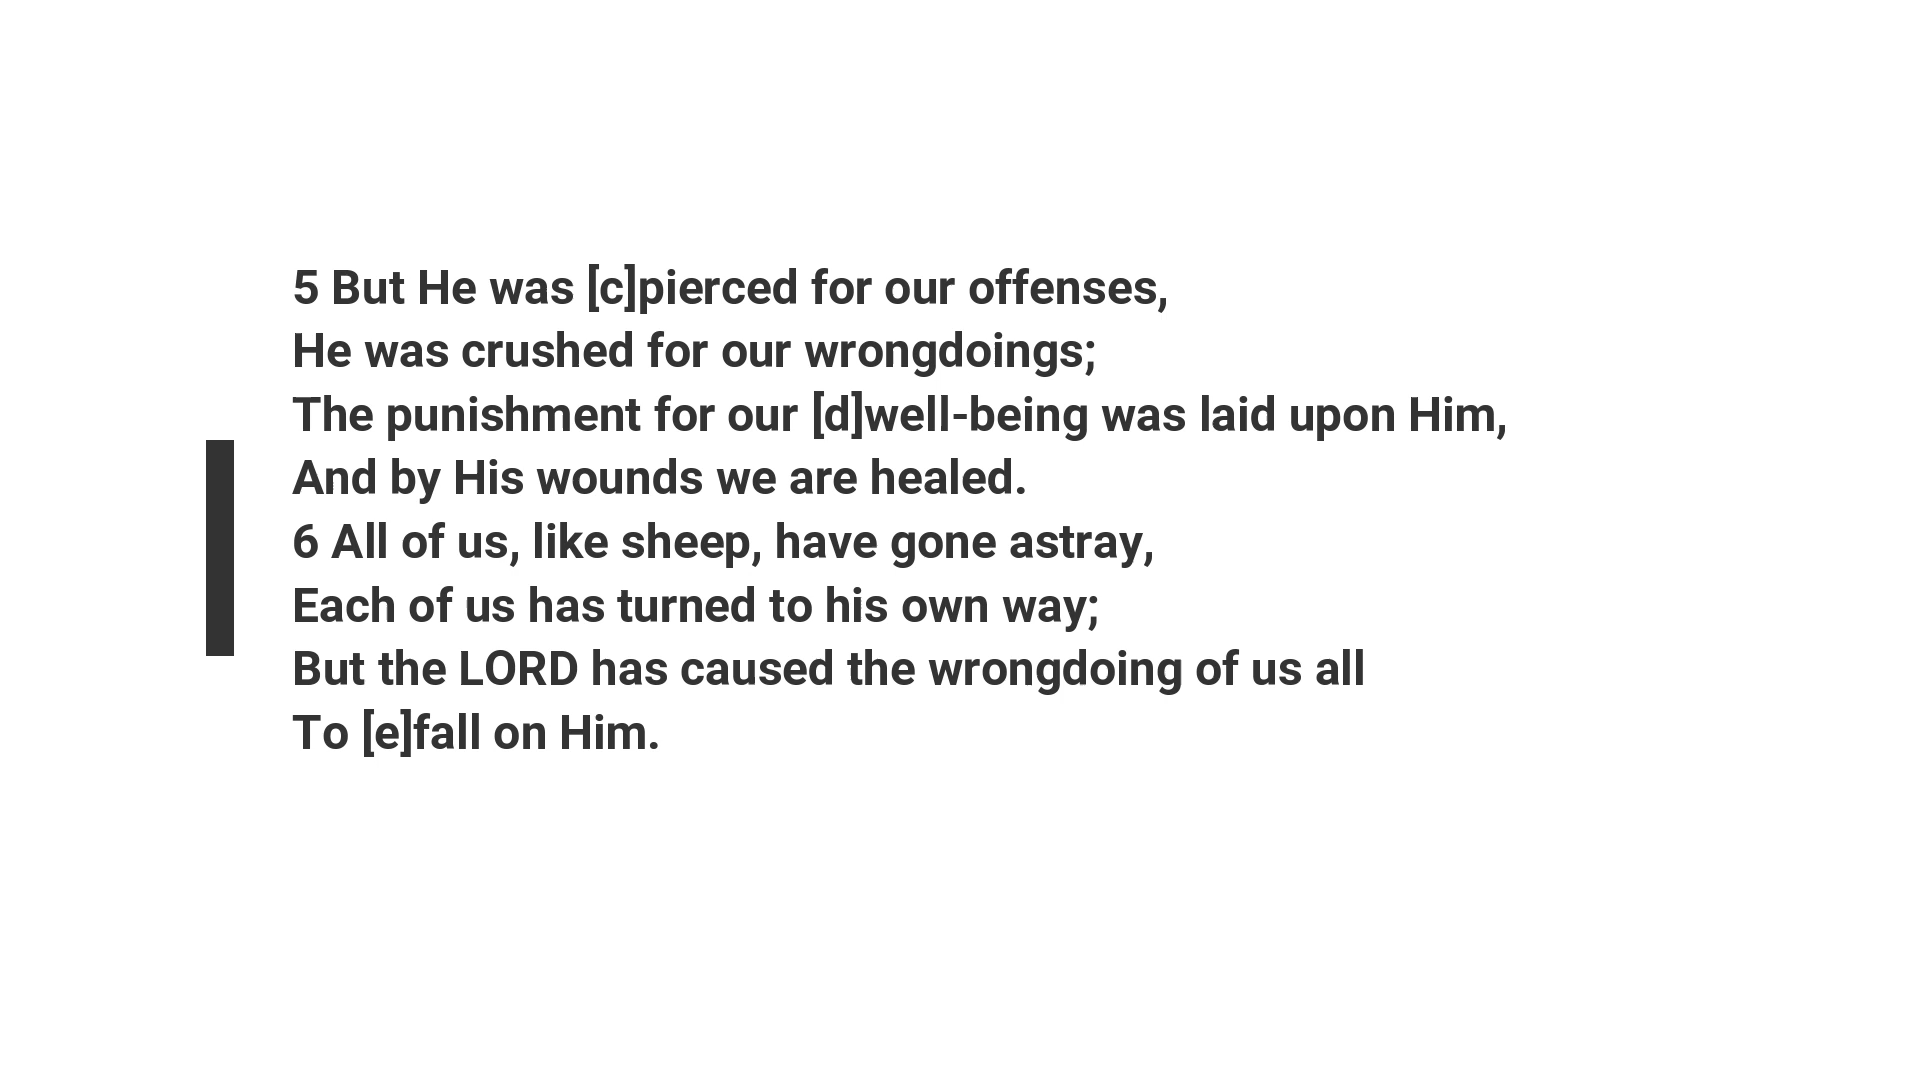 5 But He was [c]pierced for our offenses,
He was crushed for our wrongdoings;
The punishment for our [d]well-being was laid upon Him,
And by His wounds we are healed.
6 All of us, like sheep, have gone astray,
Each of us has turned to his own way;
But the LORD has caused the wrongdoing of us all
To [e]fall on Him.